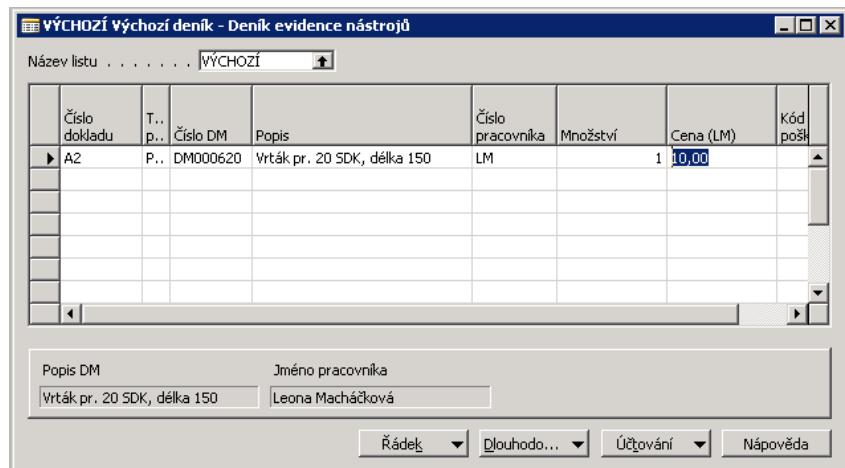 VÝCHOZÍ Výchozí deník - Deník evidence nástrojů
Název listu . . . . . . . VÝCHOZÍ
Číslo dokladu T.. p.. Číslo DM Popis Číslo pracovníka Množství Cena (LM) Kód pošk
A2 P.. DM000620 Vrták pr. 20 SDK, délka 150 LM 1 10,00
Popis DM Jméno pracovníka
Vrták pr. 20 SDK, délka 150 Leona Macháčková
Řádek Dlouhodo... Účtování Nápověda